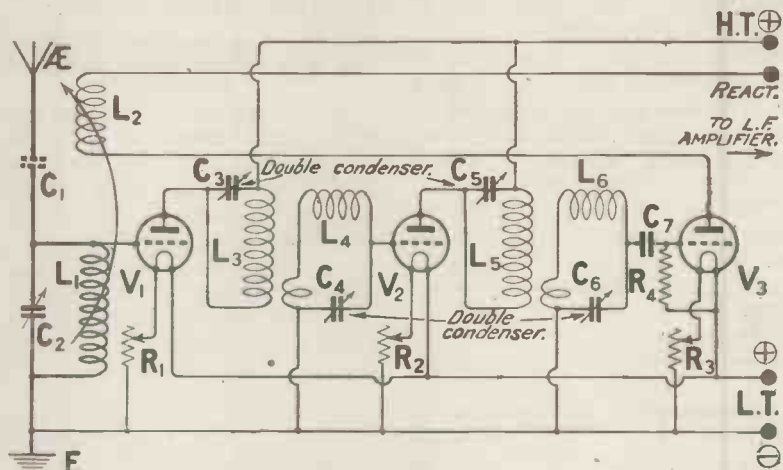 H.T. ⊕
Æ
REACT.
L₂
TO L.F.
AMPLIFIER.
C₁
C₃
Double condenser.
C₅
L₆
L₄
C₇
L₁
V₁
L₃
C₄
V₂
L₅
C₆
R₄
V₃
C₂
Double
condenser.
R₁
R₂
R₃
⊕
L.T.
E
⊖